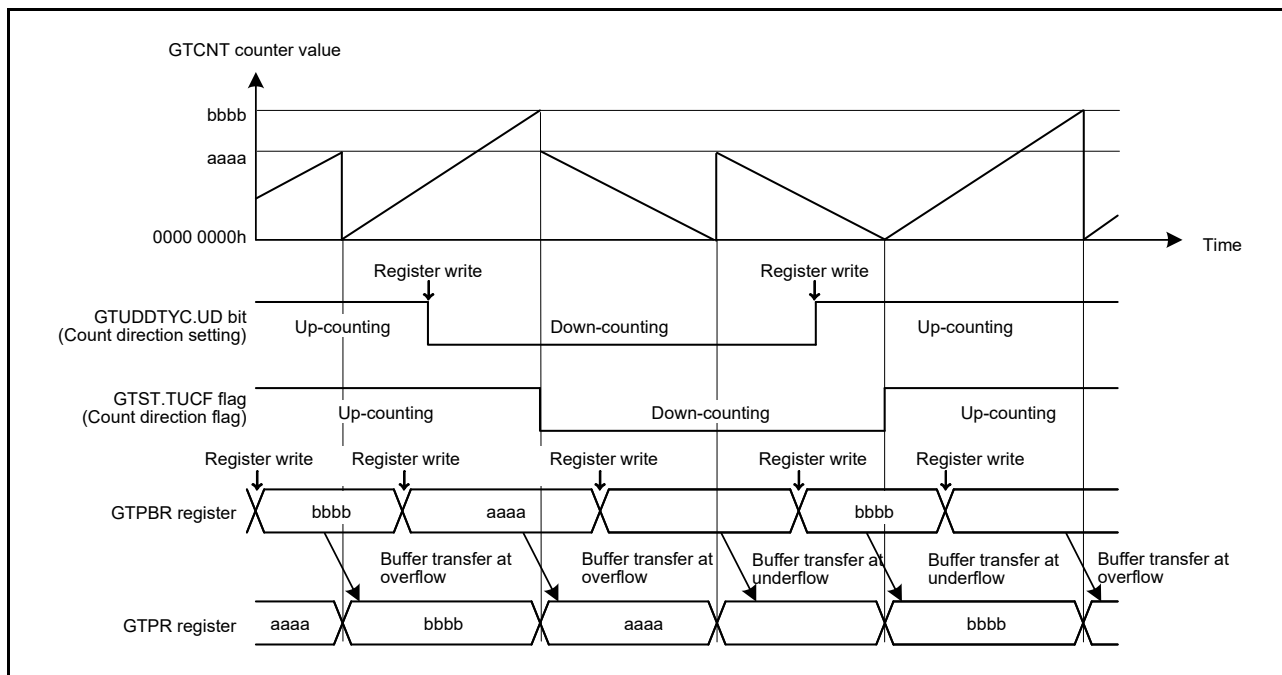 GTCNT counter value
bbbb
aaaa
0000 0000h
Time
Register write
Register write
GTUDDTYC.UD bit
(Count direction setting)
Up-counting
Down-counting
Up-counting
GTST.TUCF flag
(Count direction flag)
Up-counting
Down-counting
Up-counting
Register write
Register write
Register write
Register write
Register write
GTPBR register
bbbb
aaaa
bbbb
Buffer transfer at
overflow
Buffer transfer at
overflow
Buffer transfer at
underflow
Buffer transfer at
underflow
Buffer transfer at
overflow
GTPR register
aaaa
bbbb
aaaa
bbbb